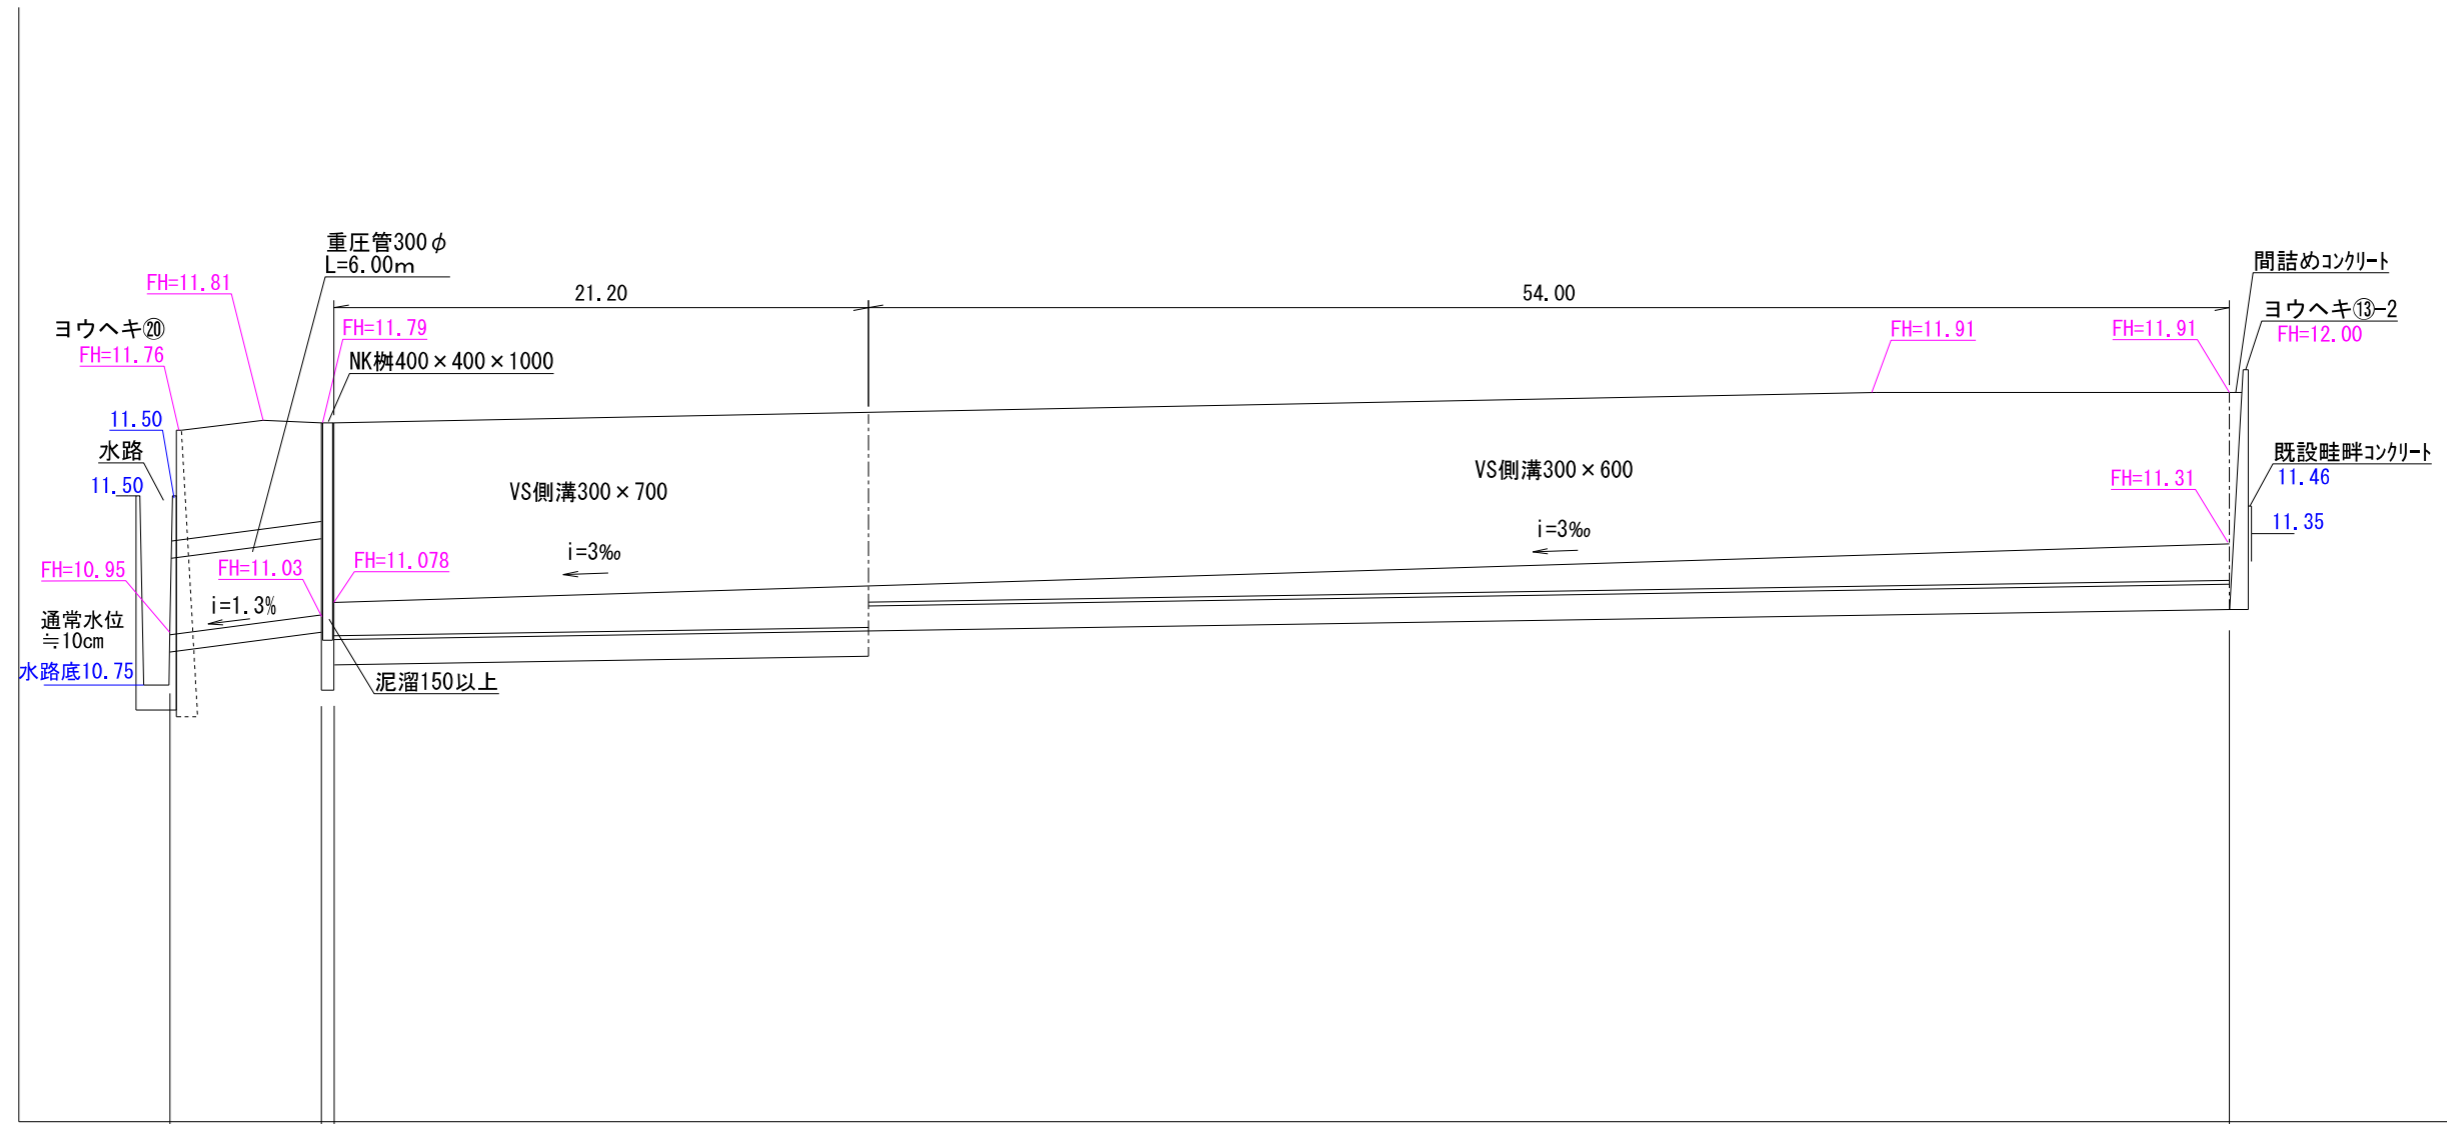 重圧管300φ
L=6.00m
FH=11.81
ヨウヘキ⑳
FH=11.76
11.50
水路
11.50
FH=10.95
通常水位
≒10cm
水路底10.75
i=1.3%
FH=11.03
21.20
FH=11.79
NK桝400×400×1000
VS側溝300×700
i=3‰
FH=11.078
泥溜150以上
54.00
VS側溝300×600
i=3‰
FH=11.91
FH=11.91
FH=11.31
間詰めコンクリート
ヨウヘキ⑬-2
FH=12.00
既設畦畔コンクリート
11.46
11.35